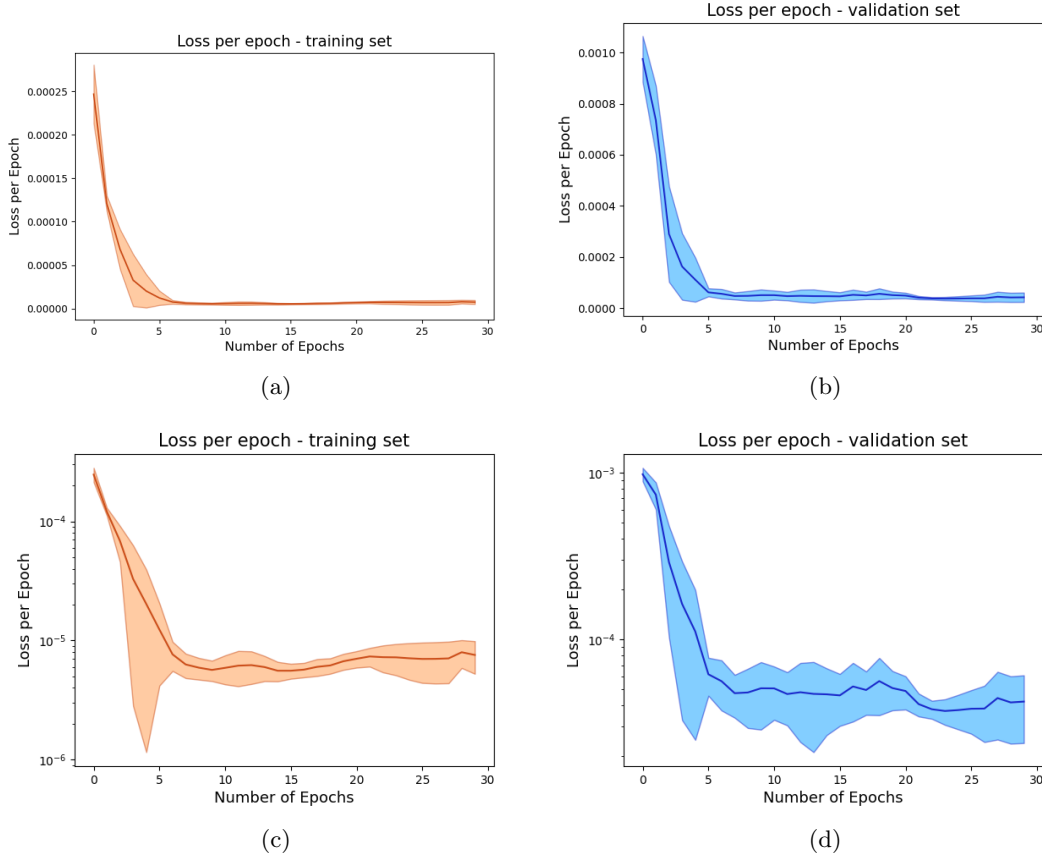 Loss per epoch - training set
Loss per Epoch
0.00025
0.00020
0.00015
0.00010
0.00005
0.00000
0 5 10 15 20 25 30
Number of Epochs
(a)
Loss per epoch - validation set
Loss per Epoch
0.0010
0.0008
0.0006
0.0004
0.0002
0.0000
0 5 10 15 20 25 30
Number of Epochs
(b)
Loss per epoch - training set
Loss per Epoch
10⁻⁴
10⁻⁵
10⁻⁶
0 5 10 15 20 25 30
Number of Epochs
(c)
Loss per epoch - validation set
Loss per Epoch
10⁻³
10⁻⁴
0 5 10 15 20 25 30
Number of Epochs
(d)